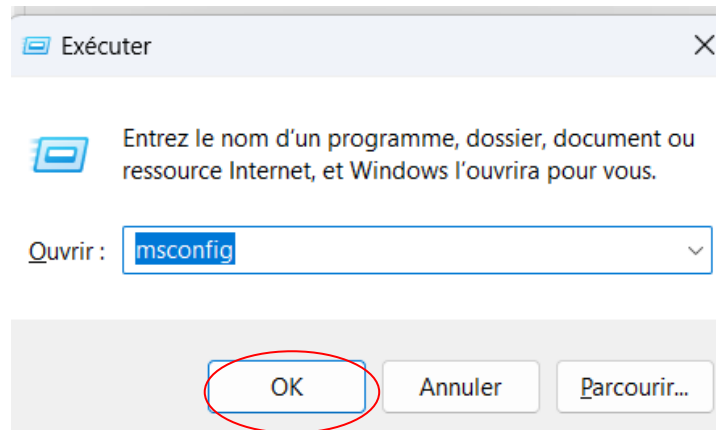 Exécuter
Entrez le nom d’un programme, dossier, document ou
ressource Internet, et Windows l’ouvrira pour vous.
Ouvrir :
msconfig
OK
Annuler
Parcourir...